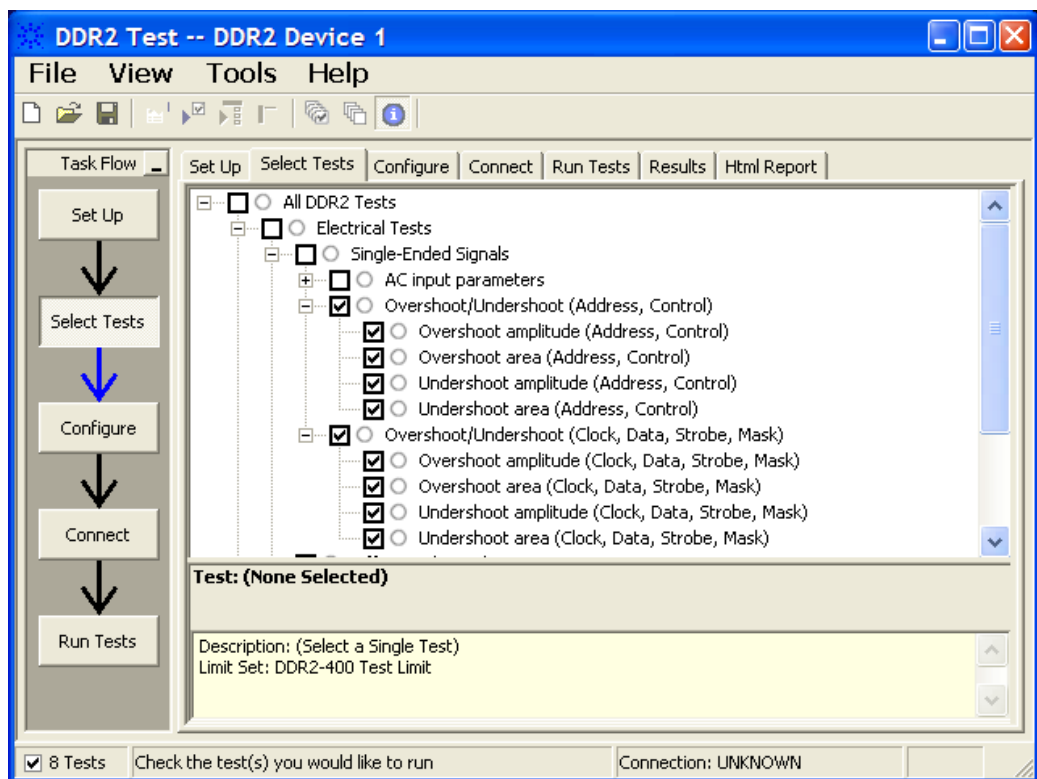 DDR2 Test -- DDR2 Device 1
File View Tools Help
Task Flow
Set Up Select Tests Configure Connect Run Tests Results Html Report
Set Up
Select Tests
Configure
Connect
Run Tests
All DDR2 Tests
Electrical Tests
Single-Ended Signals
AC input parameters
Overshoot/Undershoot (Address, Control)
Overshoot amplitude (Address, Control)
Overshoot area (Address, Control)
Undershoot amplitude (Address, Control)
Undershoot area (Address, Control)
Overshoot/Undershoot (Clock, Data, Strobe, Mask)
Overshoot amplitude (Clock, Data, Strobe, Mask)
Overshoot area (Clock, Data, Strobe, Mask)
Undershoot amplitude (Clock, Data, Strobe, Mask)
Undershoot area (Clock, Data, Strobe, Mask)
Test: (None Selected)
Description: (Select a Single Test)
Limit Set: DDR2-400 Test Limit
8 Tests Check the test(s) you would like to run Connection: UNKNOWN